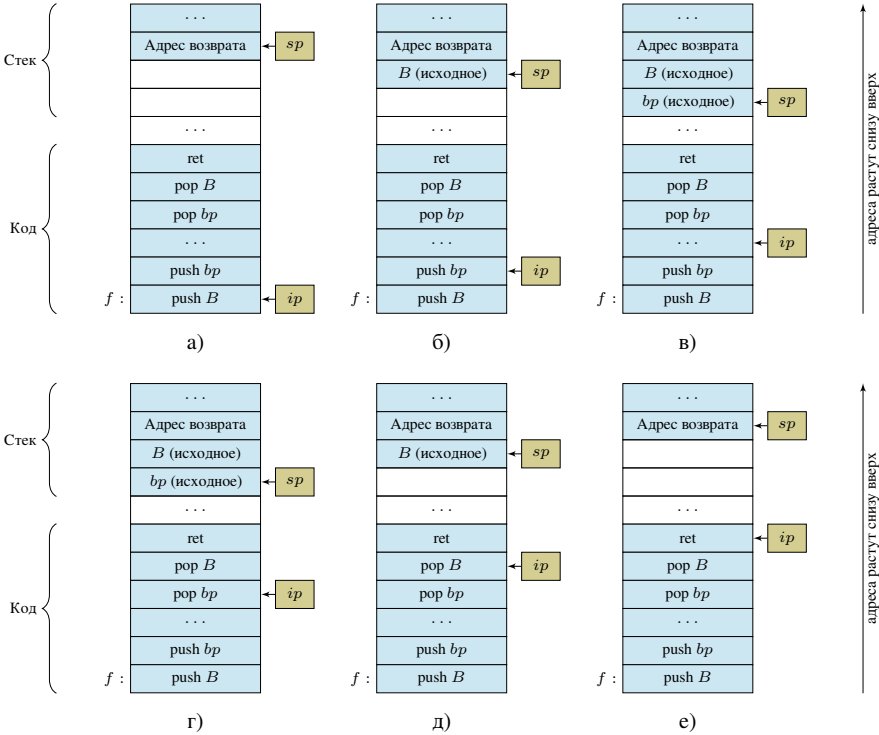 · · ·
Адрес возврата
sp
· · ·
ret
pop B
pop bp
· · ·
push bp
push B
ip
f :
Стек
Код
а)
· · ·
Адрес возврата
B (исходное)
sp
· · ·
ret
pop B
pop bp
· · ·
push bp
ip
push B
f :
б)
· · ·
Адрес возврата
B (исходное)
bp (исходное)
sp
· · ·
ret
pop B
pop bp
· · ·
ip
push bp
push B
f :
в)
адреса растут снизу вверх
· · ·
Адрес возврата
B (исходное)
bp (исходное)
sp
· · ·
ret
pop B
pop bp
ip
· · ·
push bp
push B
f :
Стек
Код
г)
· · ·
Адрес возврата
B (исходное)
sp
· · ·
ret
pop B
ip
pop bp
· · ·
push bp
push B
f :
д)
· · ·
Адрес возврата
sp
· · ·
ret
ip
pop B
pop bp
· · ·
push bp
push B
f :
е)
адреса растут снизу вверх